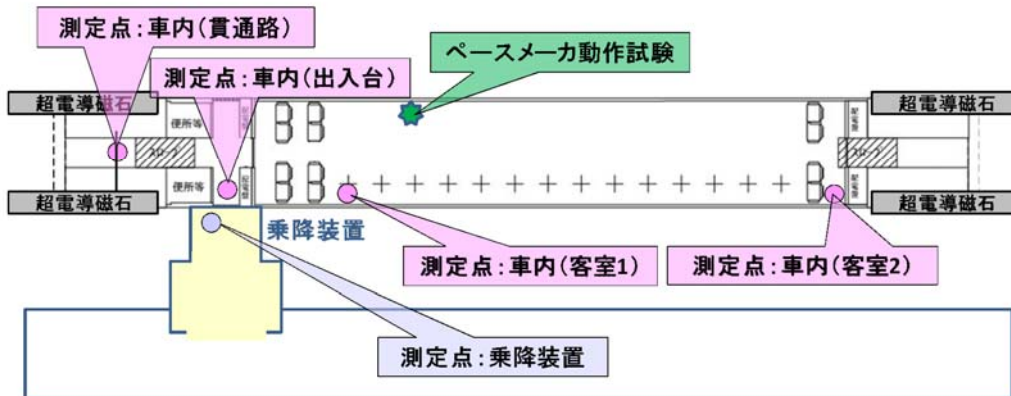 測定点:車内(貫通路)
測定点:車内(出入台)
ペースメーカ動作試験
超電導磁石
超電導磁石
便所等
便所等
超電導磁石
超電導磁石
乗降装置
測定点:車内(客室1)
測定点:車内(客室2)
測定点:乗降装置